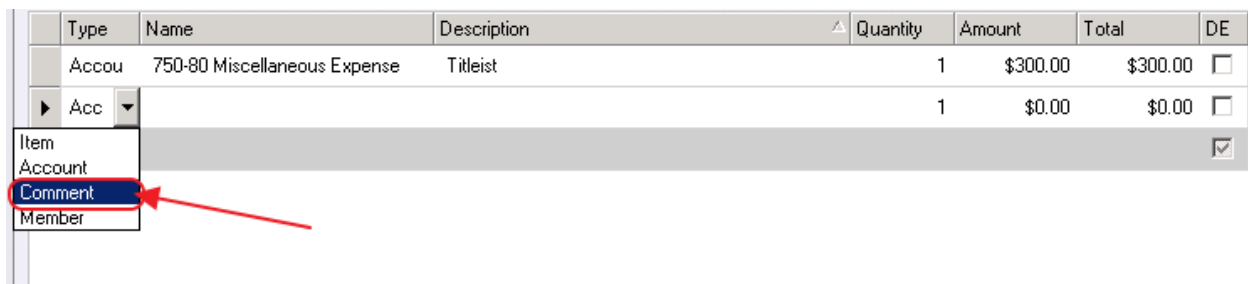 Type Name Description Quantity Amount Total DE
Accou 750-80 Miscellaneous Expense Titleist 1 $300.00 $300.00
Acc 1 $0.00 $0.00
Item
Account
Comment
Member